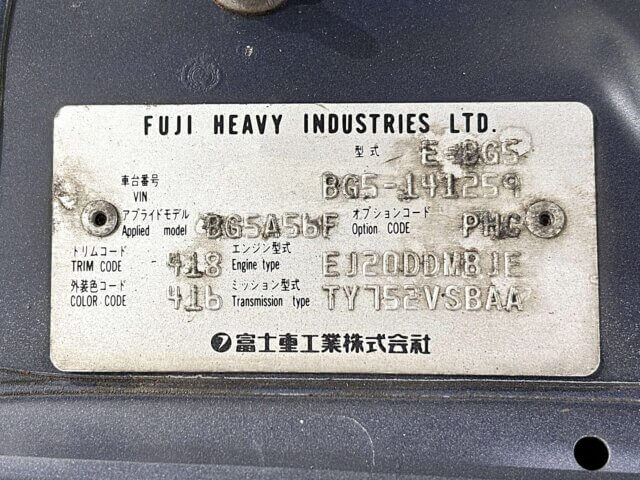 FUJI HEAVY INDUSTRIES LTD.
型式 E-BG5
車台番号 VIN BG5-141259
アプライドモデル Applied model BG5A56F オプションコード Option CODE PHC
トリムコード TRIM CODE 418 エンジン型式 Engine type EJ20DDMBJE
外装色コード COLOR CODE 416 ミッション型式 Transmission type TY752VSBAA
富士重工業株式会社